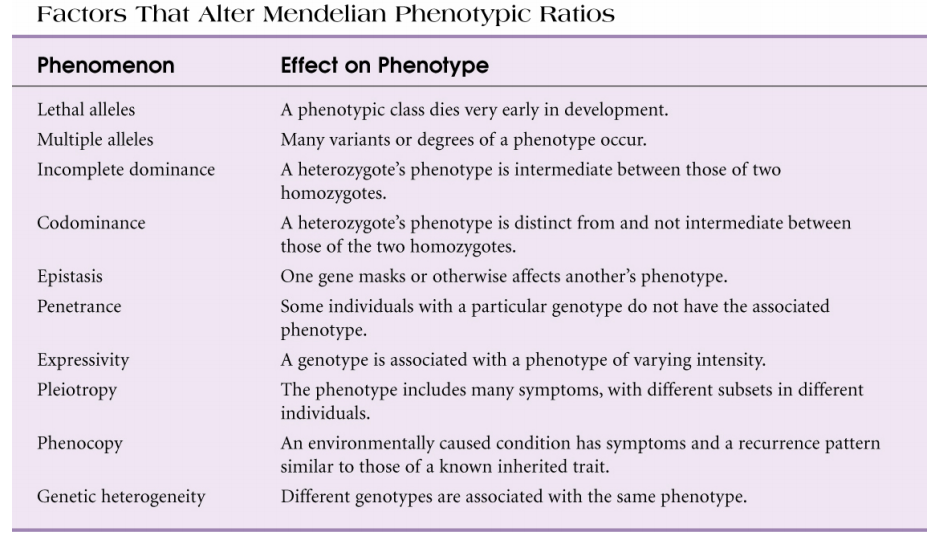 Factors That Alter Mendelian Phenotypic Ratios
Phenomenon Effect on Phenotype
Lethal alleles A phenotypic class dies very early in development.
Multiple alleles Many variants or degrees of a phenotype occur.
Incomplete dominance A heterozygote's phenotype is intermediate between those of two
homozygotes.
Codominance A heterozygote's phenotype is distinct from and not intermediate between
those of the two homozygotes.
Epistasis One gene masks or otherwise affects another's phenotype.
Penetrance Some individuals with a particular genotype do not have the associated
phenotype.
Expressivity A genotype is associated with a phenotype of varying intensity.
Pleiotropy The phenotype includes many symptoms, with different subsets in different
individuals.
Phenocopy An environmentally caused condition has symptoms and a recurrence pattern
similar to those of a known inherited trait.
Genetic heterogeneity Different genotypes are associated with the same phenotype.